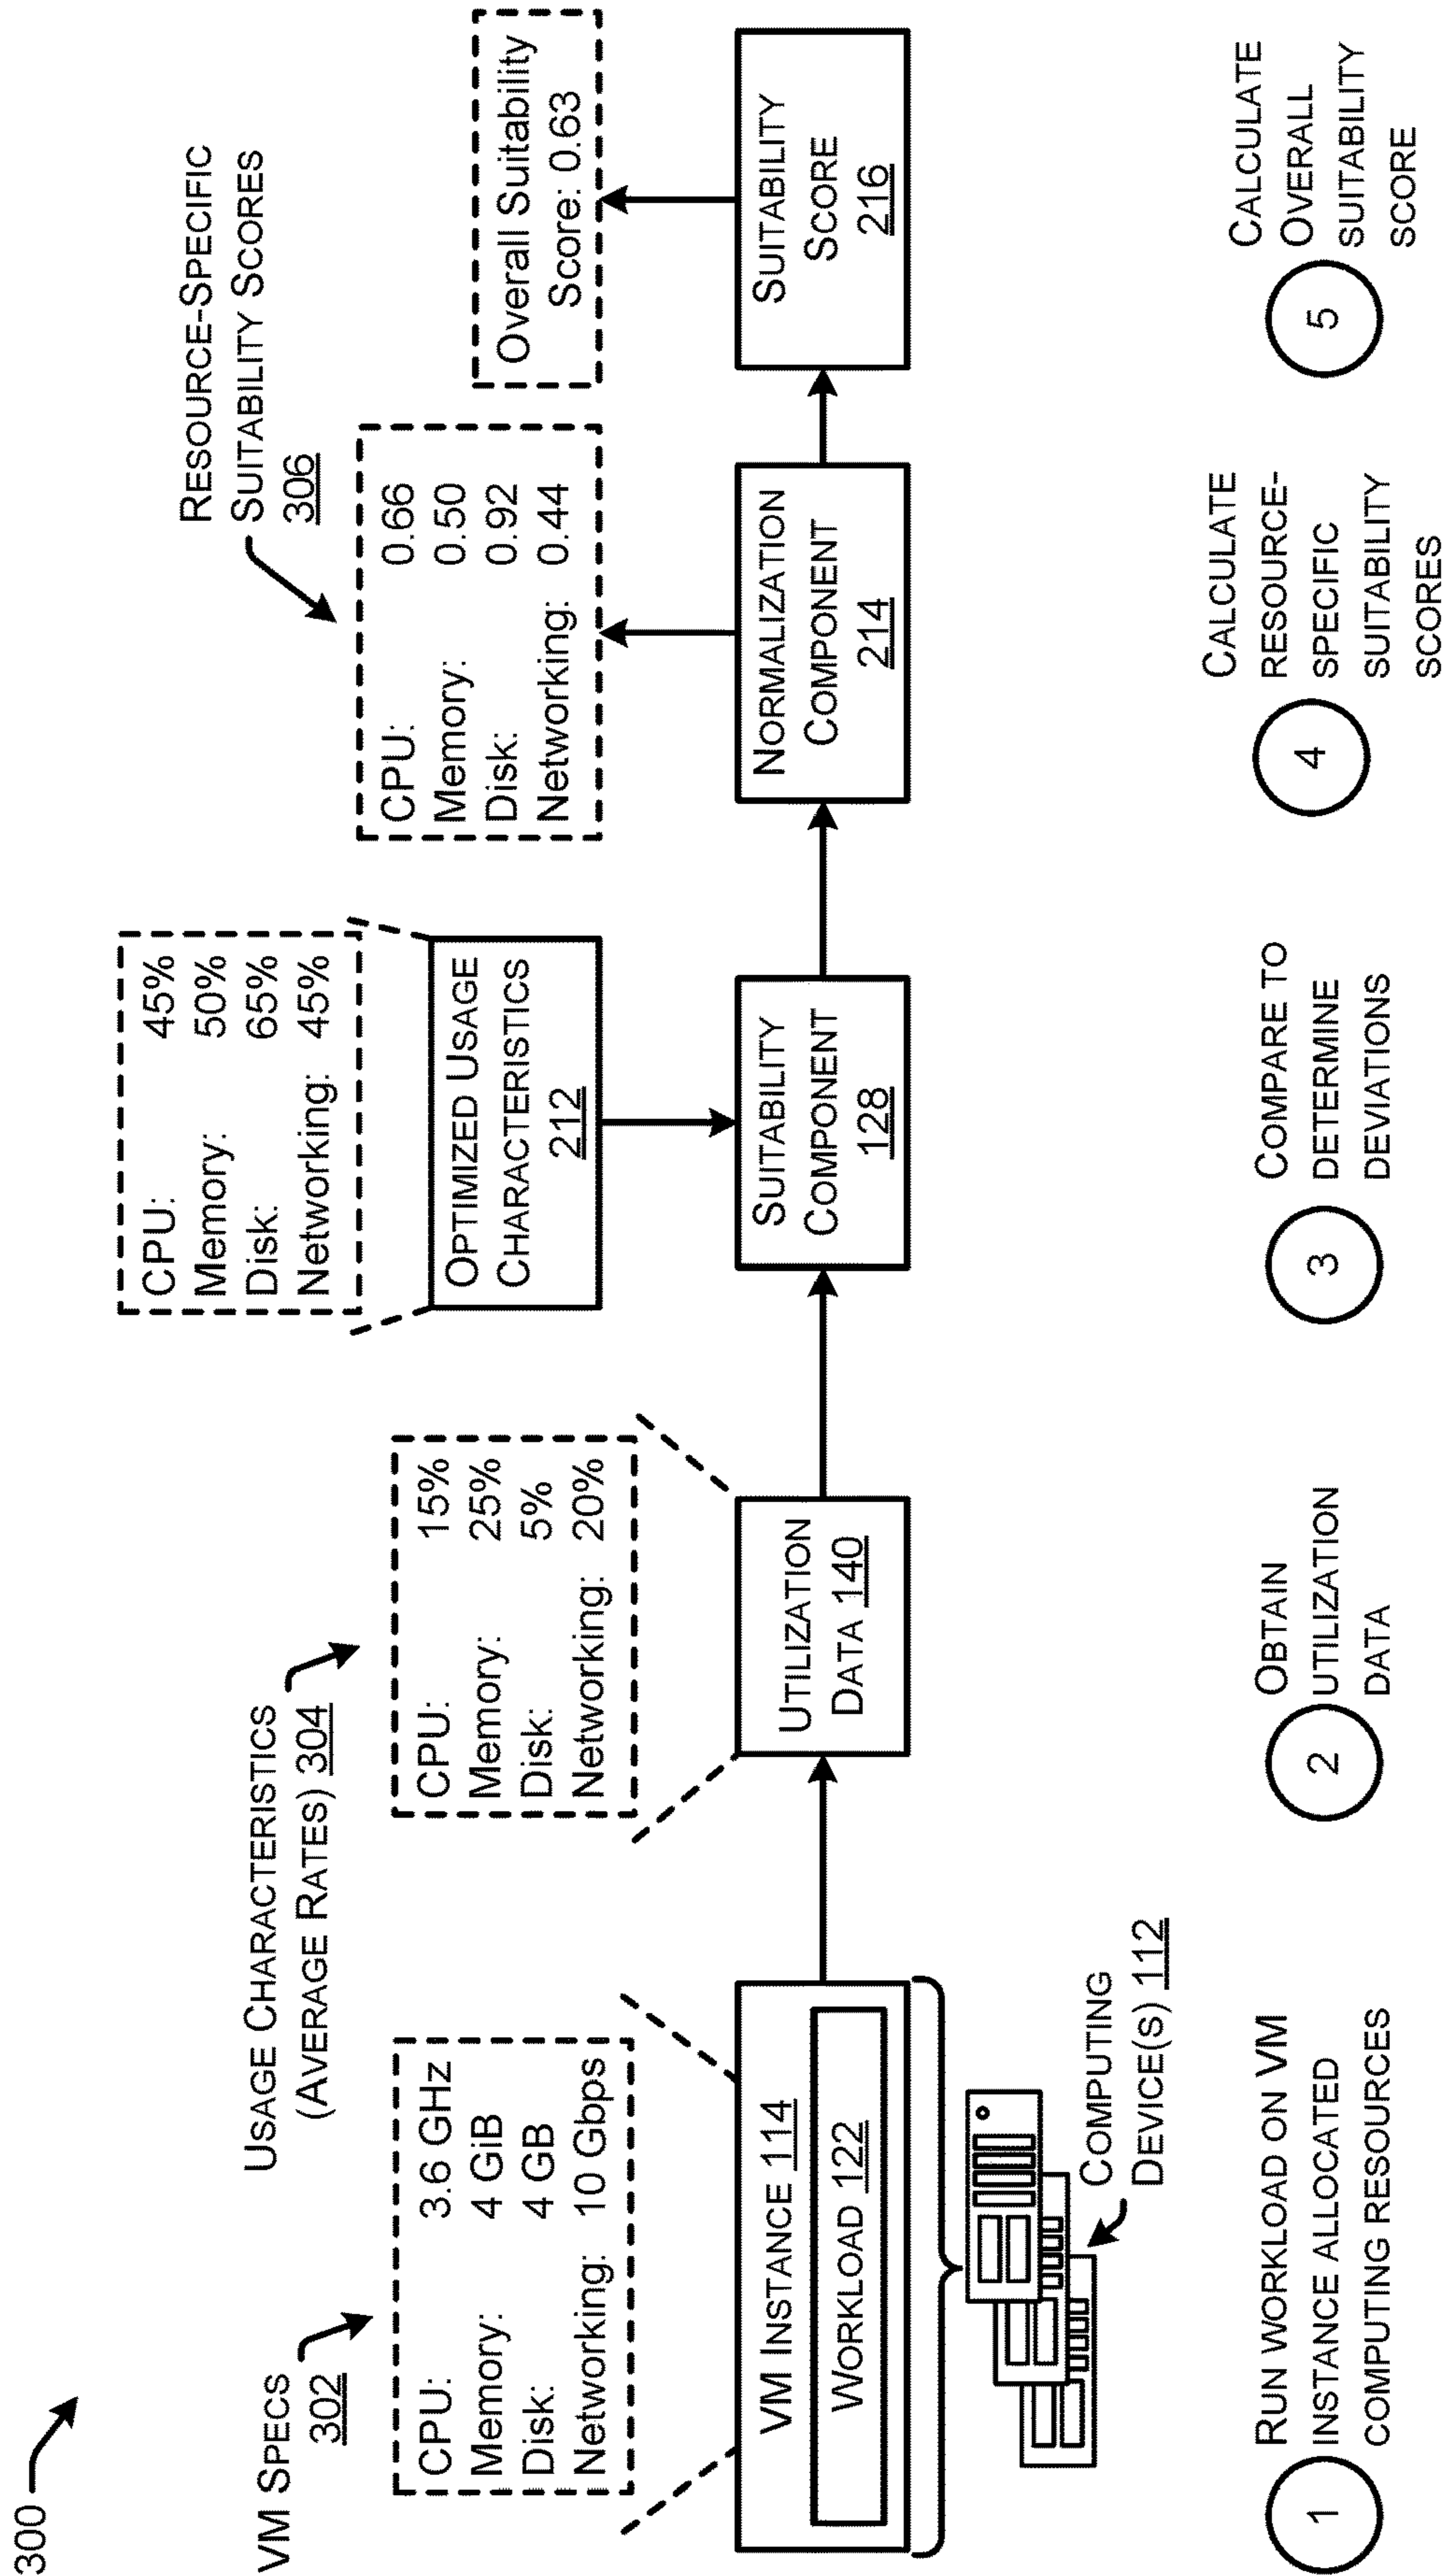 300
VM SPECS
302
CPU: 3.6 GHz
Memory: 4 GiB
Disk: 4 GB
Networking: 10 Gbps
VM INSTANCE 114
WORKLOAD 122
COMPUTING
DEVICE(S) 112
USAGE CHARACTERISTICS
(AVERAGE RATES) 304
CPU: 15%
Memory: 25%
Disk: 5%
Networking: 20%
UTILIZATION
DATA 140
CPU: 45%
Memory: 50%
Disk: 65%
Networking: 45%
OPTIMIZED USAGE
CHARACTERISTICS
212
SUITABILITY
COMPONENT
128
RESOURCE-SPECIFIC
SUITABILITY SCORES
306
CPU: 0.66
Memory: 0.50
Disk: 0.92
Networking: 0.44
NORMALIZATION
COMPONENT
214
Overall Suitability
Score: 0.63
SUITABILITY
SCORE
216
1
RUN WORKLOAD ON VM
INSTANCE ALLOCATED
COMPUTING RESOURCES
2
OBTAIN
UTILIZATION
DATA
3
COMPARE TO
DETERMINE
DEVIATIONS
4
CALCULATE
RESOURCE-
SPECIFIC
SUITABILITY
SCORES
5
CALCULATE
OVERALL
SUITABILITY
SCORE